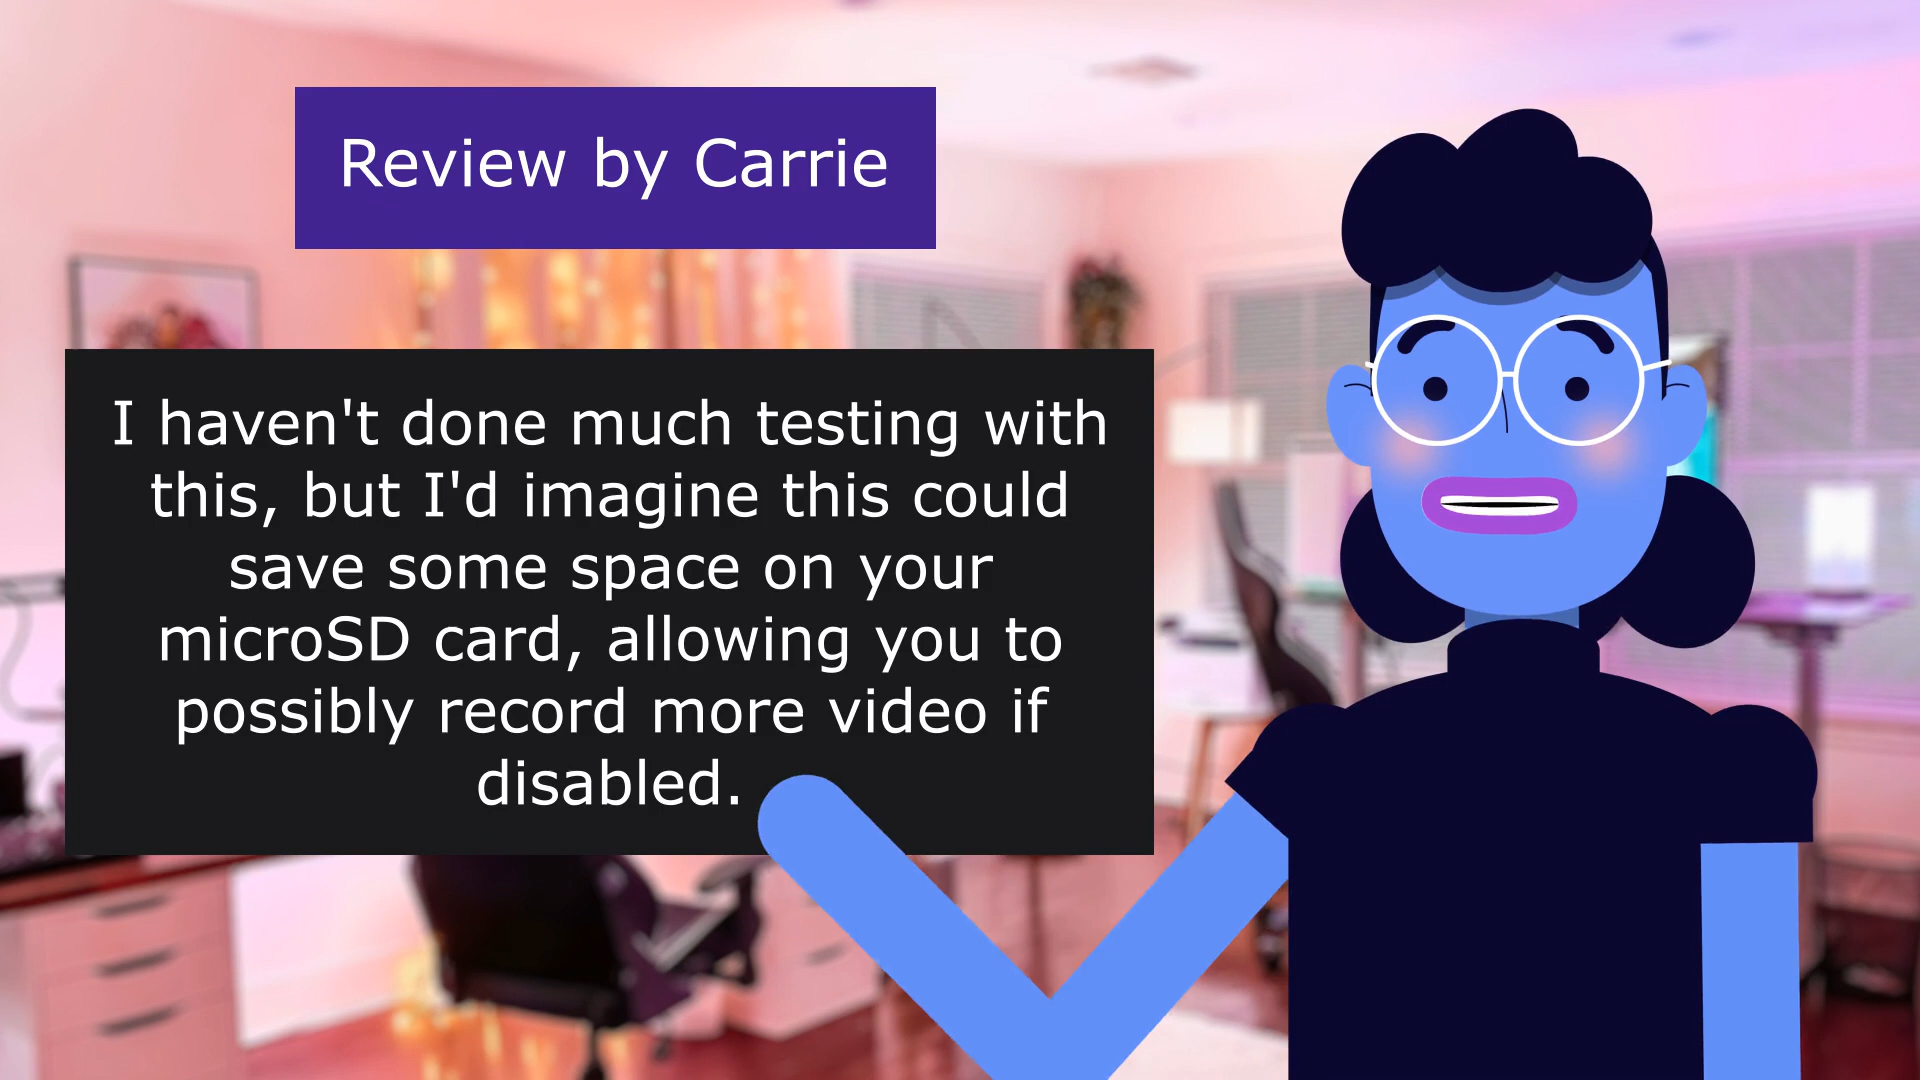 Review by Carrie
I haven't done much testing with
this, but I'd imagine this could
save some space on your
microSD card, allowing you to
possibly record more video if
disabled.